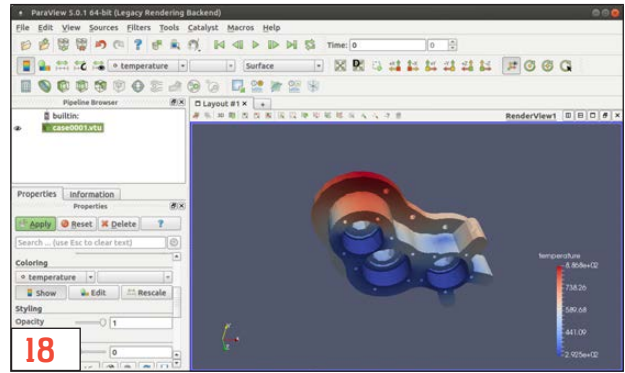 ParaView 5.0.1 64-bit (Legacy Rendering Backend)
File Edit View Sources Filters Tools Catalyst Macros Help
Time: 0 0
temperature Surface
Pipeline Browser
builtin:
case0001.vtu
Layout #1
RenderView1
Properties Information
Properties
Apply Reset Delete ?
Search ... (use Esc to clear text)
Coloring
temperature
Show Edit Rescale
Styling
Opacity 1
0
18
temperature
8.868e+02
738.26
589.68
441.09
2.925e+02